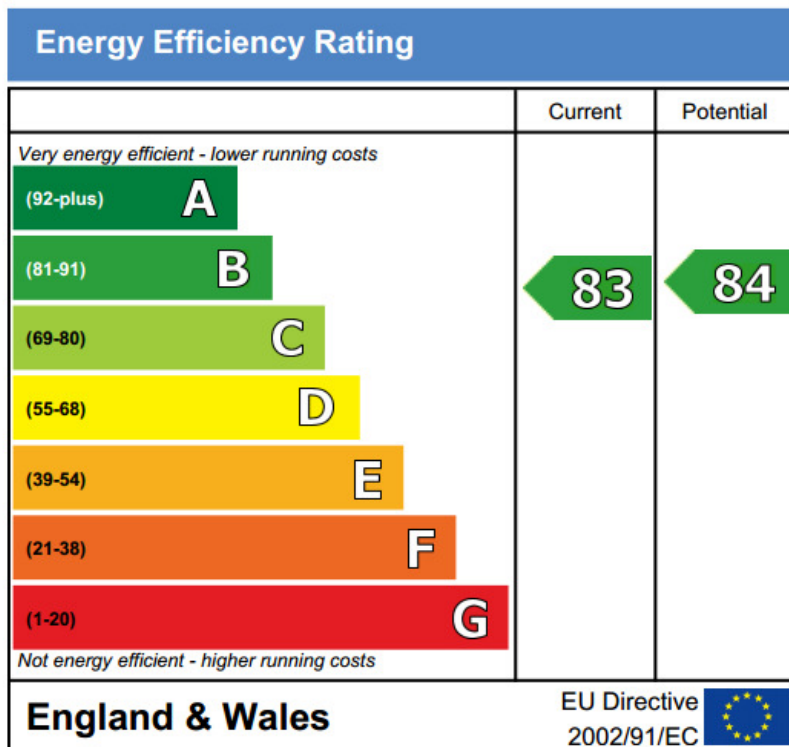 Energy Efficiency Rating
Current Potential
Very energy efficient - lower running costs
(92-plus) A
(81-91) B
83 84
(69-80) C
(55-68) D
(39-54) E
(21-38) F
(1-20) G
Not energy efficient - higher running costs
England & Wales
EU Directive
2002/91/EC